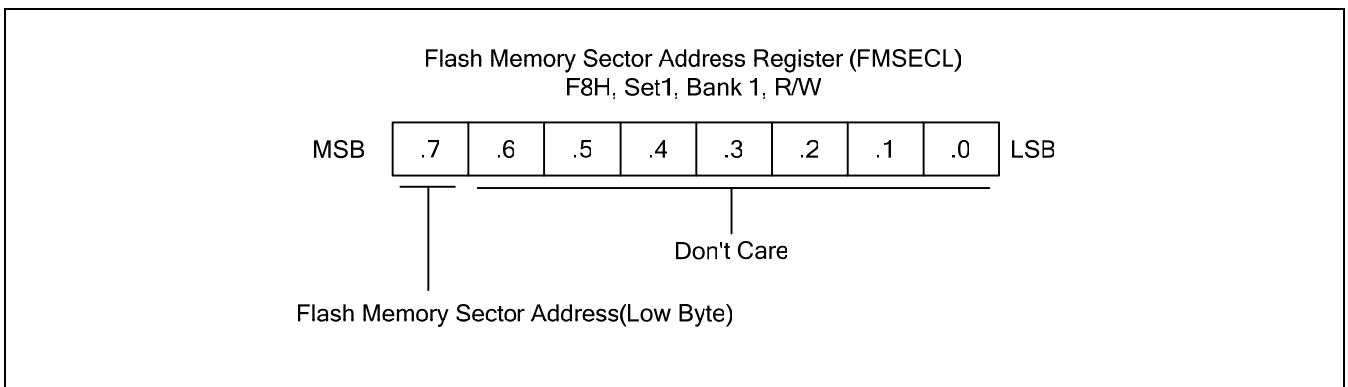 Flash Memory Sector Address Register (FMSECL)
F8H, Set1, Bank 1, R/W
MSB .7 .6 .5 .4 .3 .2 .1 .0 LSB
Don't Care
Flash Memory Sector Address(Low Byte)